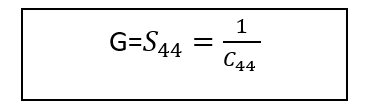 G=S₄₄ = 1/C₄₄